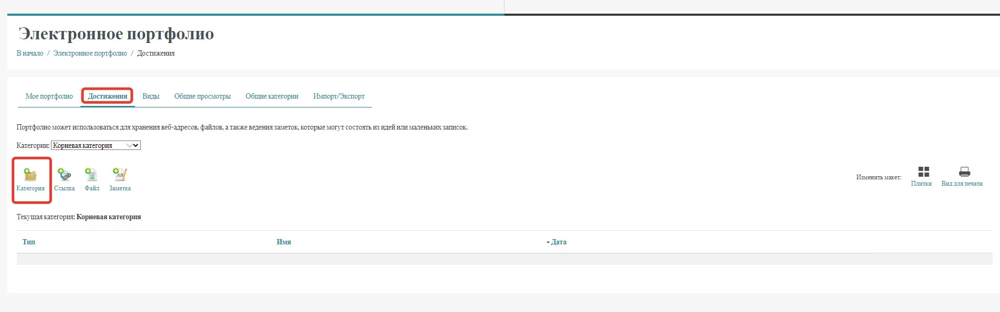 Электронное портфолио
В начало / Электронное портфолио / Достижения
Мое портфолио Достижения Виды Общие просмотры Общие категории Импорт/Экспорт
Портфолио может использоваться для хранения веб-адресов, файлов, а также ведения заметок, которые могут состоять из идей или маленьких записок.
Категории: Корневая категория
Категория Ссылка Файл Заметка
Изменить макет: Плитки Вид для печати
Текущая категория: Корневая категория
Тип Имя Дата